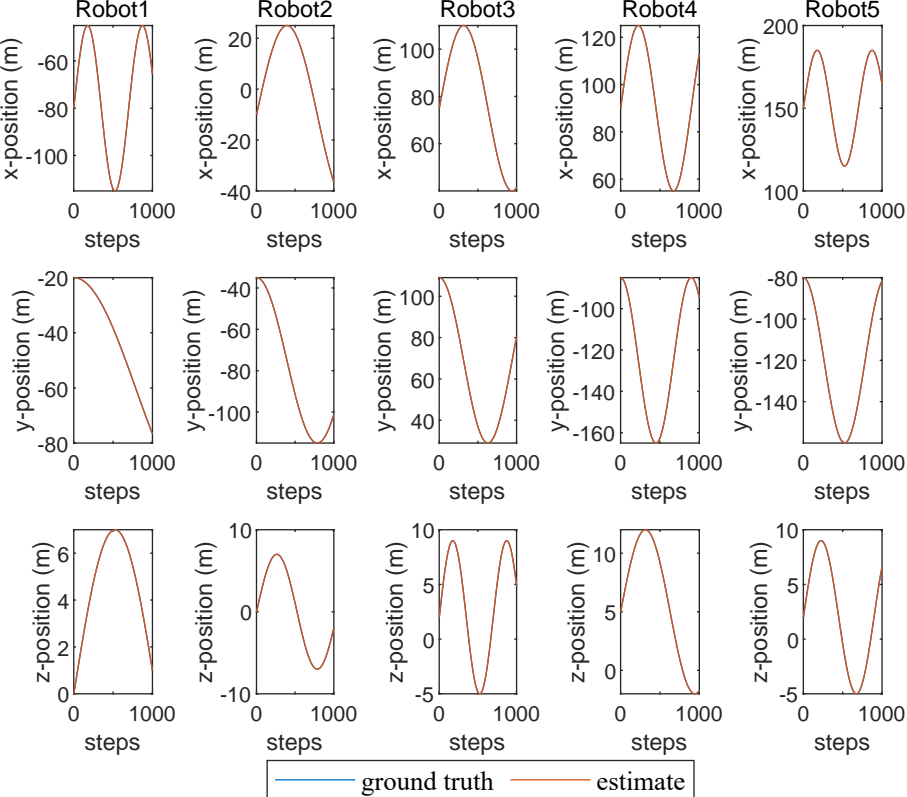 Robot1 Robot2 Robot3 Robot4 Robot5
x-position (m) -60 -80 -100 x-position (m) 20 0 -20 -40 x-position (m) 100 80 60 x-position (m) 120 100 80 60 x-position (m) 200 150 100
0 1000 0 1000 0 1000 0 1000 0 1000
steps steps steps steps steps
y-position (m) -20 -40 -60 -80 y-position (m) -40 -60 -80 -100 y-position (m) 100 80 60 40 y-position (m) -100 -120 -140 -160 y-position (m) -80 -100 -120 -140
0 1000 0 1000 0 1000 0 1000 0 1000
steps steps steps steps steps
z-position (m) 6 4 2 0 z-position (m) 10 0 -10 z-position (m) 10 5 0 -5 z-position (m) 10 5 0 z-position (m) 10 5 0 -5
0 1000 0 1000 0 1000 0 1000 0 1000
steps steps steps steps steps
ground truth estimate